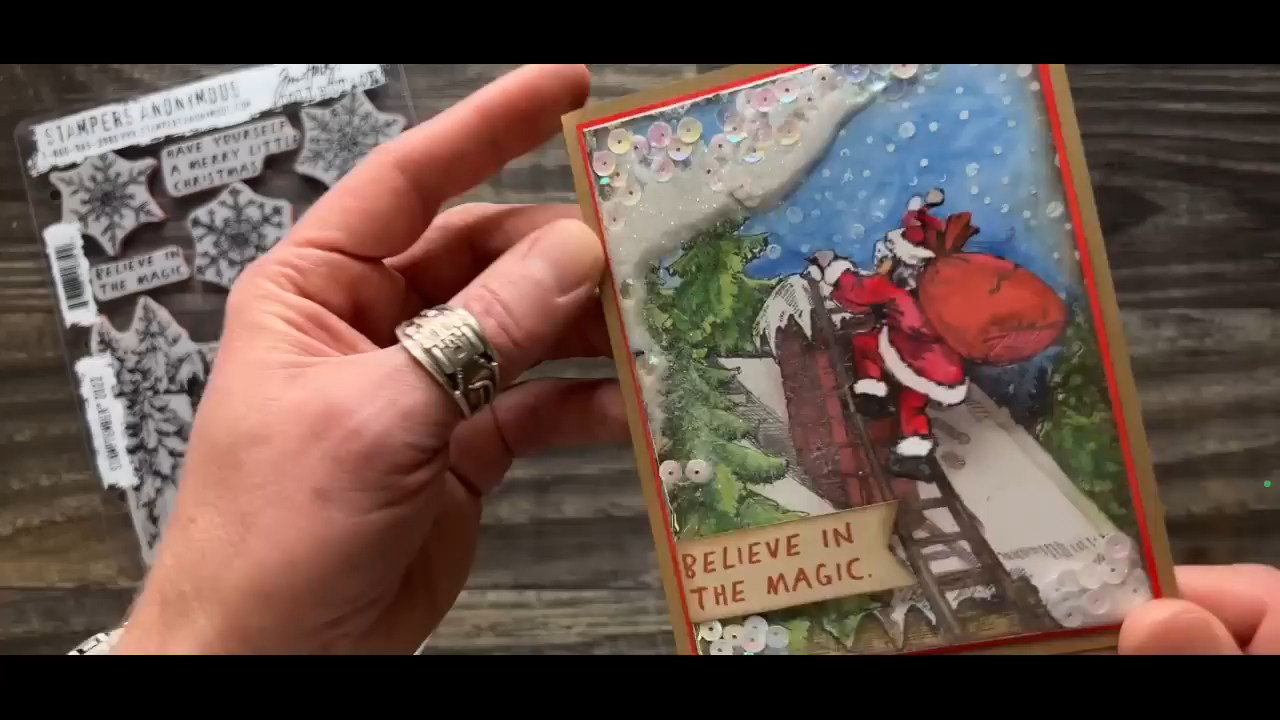 STAMPERS ANONYMOUS
HAVE YOURSELF
A MERRY LITTLE
CHRISTMAS
BELIEVE IN
THE MAGIC
BELIEVE IN
THE MAGIC.